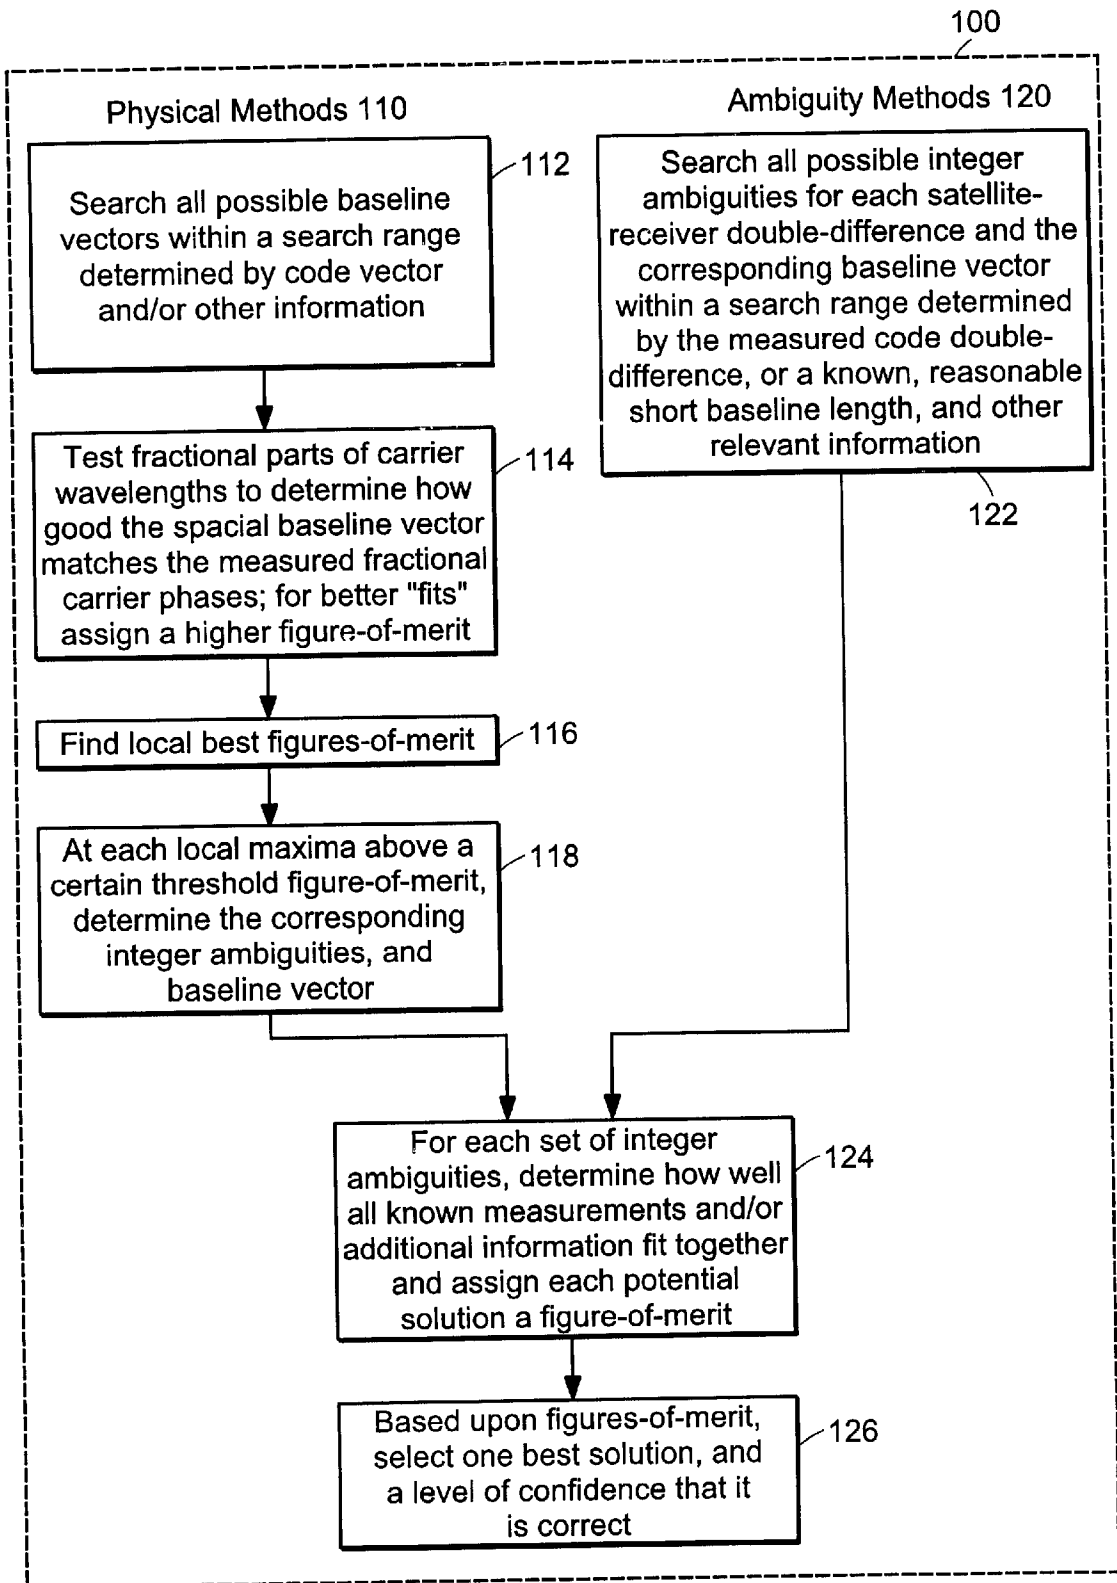 100
Physical Methods 110
112
Search all possible baseline
vectors within a search range
determined by code vector
and/or other information
114
Test fractional parts of carrier
wavelengths to determine how
good the spacial baseline vector
matches the measured fractional
carrier phases; for better "fits"
assign a higher figure-of-merit
Find local best figures-of-merit
116
At each local maxima above a
certain threshold figure-of-merit,
determine the corresponding
integer ambiguities, and
baseline vector
118
Ambiguity Methods 120
Search all possible integer
ambiguities for each satellite-
receiver double-difference and the
corresponding baseline vector
within a search range determined
by the measured code double-
difference, or a known, reasonable
short baseline length, and other
relevant information
122
For each set of integer
ambiguities, determine how well
all known measurements and/or
additional information fit together
and assign each potential
solution a figure-of-merit
124
Based upon figures-of-merit,
select one best solution, and
a level of confidence that it
is correct
126